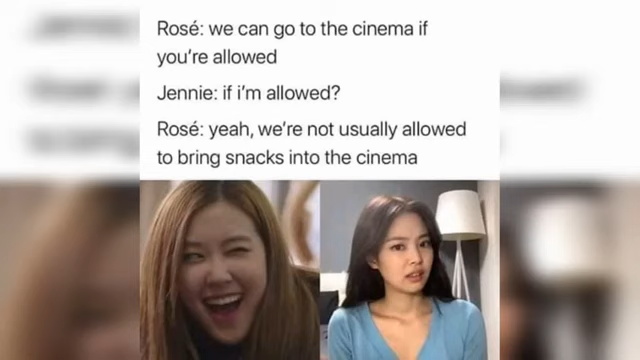 Rosé: we can go to the cinema if
you're allowed
Jennie: if i'm allowed?
Rosé: yeah, we're not usually allowed
to bring snacks into the cinema